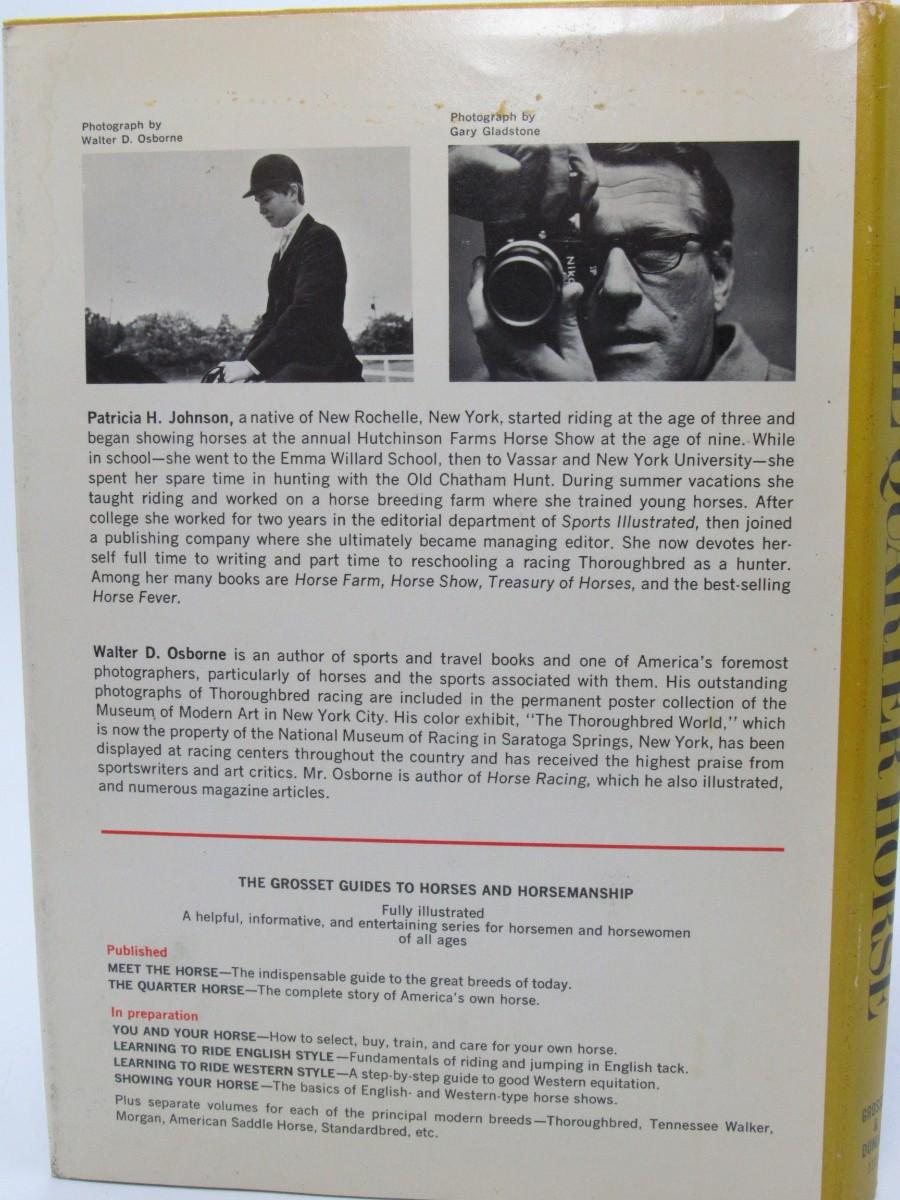 Photograph by
Walter D. Osborne
Photograph by
Gary Gladstone
Patricia H. Johnson, a native of New Rochelle, New York, started riding at the age of three and
began showing horses at the annual Hutchinson Farms Horse Show at the age of nine. While
in school—she went to the Emma Willard School, then to Vassar and New York University—she
spent her spare time in hunting with the Old Chatham Hunt. During summer vacations she
taught riding and worked on a horse breeding farm where she trained young horses. After
college she worked for two years in the editorial department of Sports Illustrated, then joined
a publishing company where she ultimately became managing editor. She now devotes her-
self full time to writing and part time to reschooling a racing Thoroughbred as a hunter.
Among her many books are Horse Farm, Horse Show, Treasury of Horses, and the best-selling
Horse Fever.
Walter D. Osborne is an author of sports and travel books and one of America's foremost
photographers, particularly of horses and the sports associated with them. His outstanding
photographs of Thoroughbred racing are included in the permanent poster collection of the
Museum of Modern Art in New York City. His color exhibit, "The Thoroughbred World," which
is now the property of the National Museum of Racing in Saratoga Springs, New York, has been
displayed at racing centers throughout the country and has received the highest praise from
sportswriters and art critics. Mr. Osborne is author of Horse Racing, which he also illustrated,
and numerous magazine articles.
THE GROSSET GUIDES TO HORSES AND HORSEMANSHIP
Fully illustrated
A helpful, informative, and entertaining series for horsemen and horsewomen
of all ages
Published
MEET THE HORSE—The indispensable guide to the great breeds of today.
THE QUARTER HORSE—The complete story of America's own horse.
In preparation
YOU AND YOUR HORSE—How to select, buy, train, and care for your own horse.
LEARNING TO RIDE ENGLISH STYLE—Fundamentals of riding and jumping in English tack.
LEARNING TO RIDE WESTERN STYLE—A step-by-step guide to good Western equitation.
SHOWING YOUR HORSE—The basics of English- and Western-type horse shows.
Plus separate volumes for each of the principal modern breeds—Thoroughbred, Tennessee Walker,
Morgan, American Saddle Horse, Standardbred, etc.
THE QUARTER HORSE